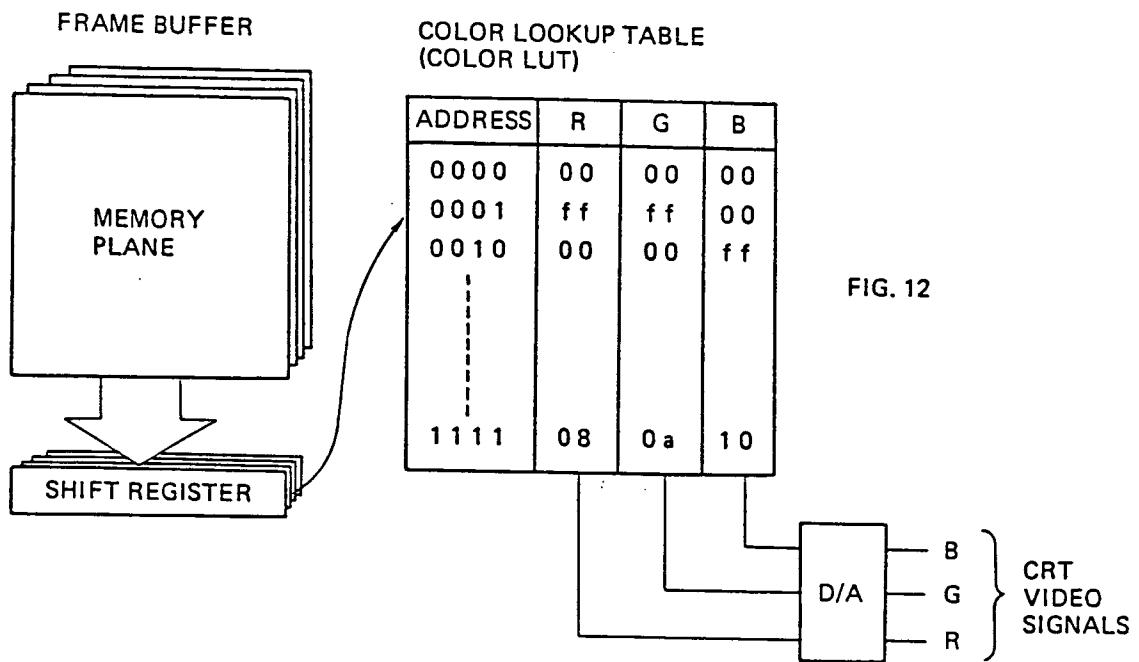 FRAME BUFFER
MEMORY
PLANE
SHIFT REGISTER
COLOR LOOKUP TABLE
(COLOR LUT)
ADDRESS R G B
0000 00 00 00
0001 ff ff 00
0010 00 00 ff
1111 08 0a 10
FIG. 12
D/A
B
G
R
CRT
VIDEO
SIGNALS